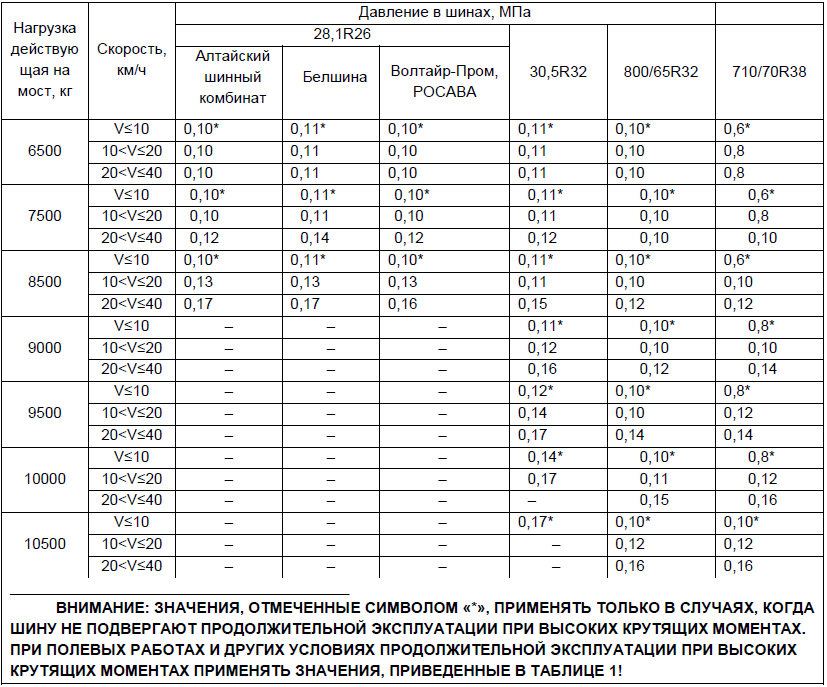 Нагрузка действующая на мост, кг | Скорость, км/ч | Давление в шинах, МПа
28,1R26 | 30,5R32 | 800/65R32 | 710/70R38
Алтайский шинный комбинат | Белшина | Волтайр-Пром, РОСАВА
6500 | V≤10 | 0,10* | 0,11* | 0,10* | 0,11* | 0,10* | 0,6*
10<V≤20 | 0,10 | 0,11 | 0,10 | 0,11 | 0,10 | 0,8
20<V≤40 | 0,10 | 0,11 | 0,10 | 0,11 | 0,10 | 0,8
7500 | V≤10 | 0,10* | 0,11* | 0,10* | 0,11* | 0,10* | 0,6*
10<V≤20 | 0,10 | 0,11 | 0,10 | 0,11 | 0,10 | 0,8
20<V≤40 | 0,12 | 0,14 | 0,12 | 0,12 | 0,10 | 0,10
8500 | V≤10 | 0,10* | 0,11* | 0,10* | 0,11* | 0,10* | 0,6*
10<V≤20 | 0,13 | 0,13 | 0,13 | 0,11 | 0,10 | 0,10
20<V≤40 | 0,17 | 0,17 | 0,16 | 0,15 | 0,12 | 0,12
9000 | V≤10 | – | – | – | 0,11* | 0,10* | 0,8*
10<V≤20 | – | – | – | 0,12 | 0,10 | 0,10
20<V≤40 | – | – | – | 0,16 | 0,12 | 0,14
9500 | V≤10 | – | – | – | 0,12* | 0,10* | 0,8*
10<V≤20 | – | – | – | 0,14 | 0,10 | 0,12
20<V≤40 | – | – | – | 0,17 | 0,14 | 0,14
10000 | V≤10 | – | – | – | 0,14* | 0,10* | 0,8*
10<V≤20 | – | – | – | 0,17 | 0,11 | 0,12
20<V≤40 | – | – | – | – | 0,15 | 0,16
10500 | V≤10 | – | – | – | 0,17* | 0,10* | 0,10*
10<V≤20 | – | – | – | – | 0,12 | 0,12
20<V≤40 | – | – | – | – | 0,16 | 0,16
ВНИМАНИЕ: ЗНАЧЕНИЯ, ОТМЕЧЕННЫЕ СИМВОЛОМ «*», ПРИМЕНЯТЬ ТОЛЬКО В СЛУЧАЯХ, КОГДА
ШИНУ НЕ ПОДВЕРГАЮТ ПРОДОЛЖИТЕЛЬНОЙ ЭКСПЛУАТАЦИИ ПРИ ВЫСОКИХ КРУТЯЩИХ МОМЕНТАХ.
ПРИ ПОЛЕВЫХ РАБОТАХ И ДРУГИХ УСЛОВИЯХ ПРОДОЛЖИТЕЛЬНОЙ ЭКСПЛУАТАЦИИ ПРИ ВЫСОКИХ
КРУТЯЩИХ МОМЕНТАХ ПРИМЕНЯТЬ ЗНАЧЕНИЯ, ПРИВЕДЕННЫЕ В ТАБЛИЦЕ 1!